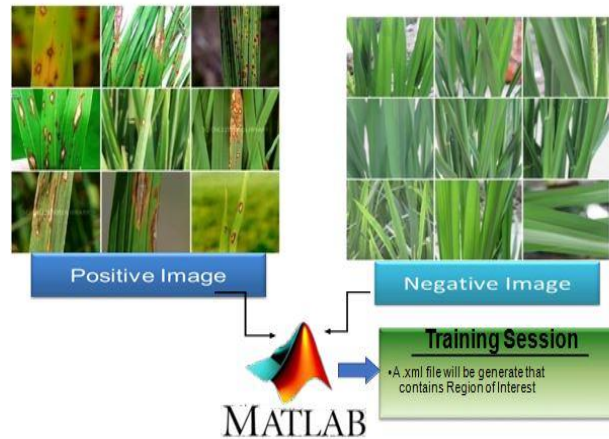 Positive Image
Negative Image
Training Session
•A .xml file will be generate that
contains Region of Interest
MATLAB